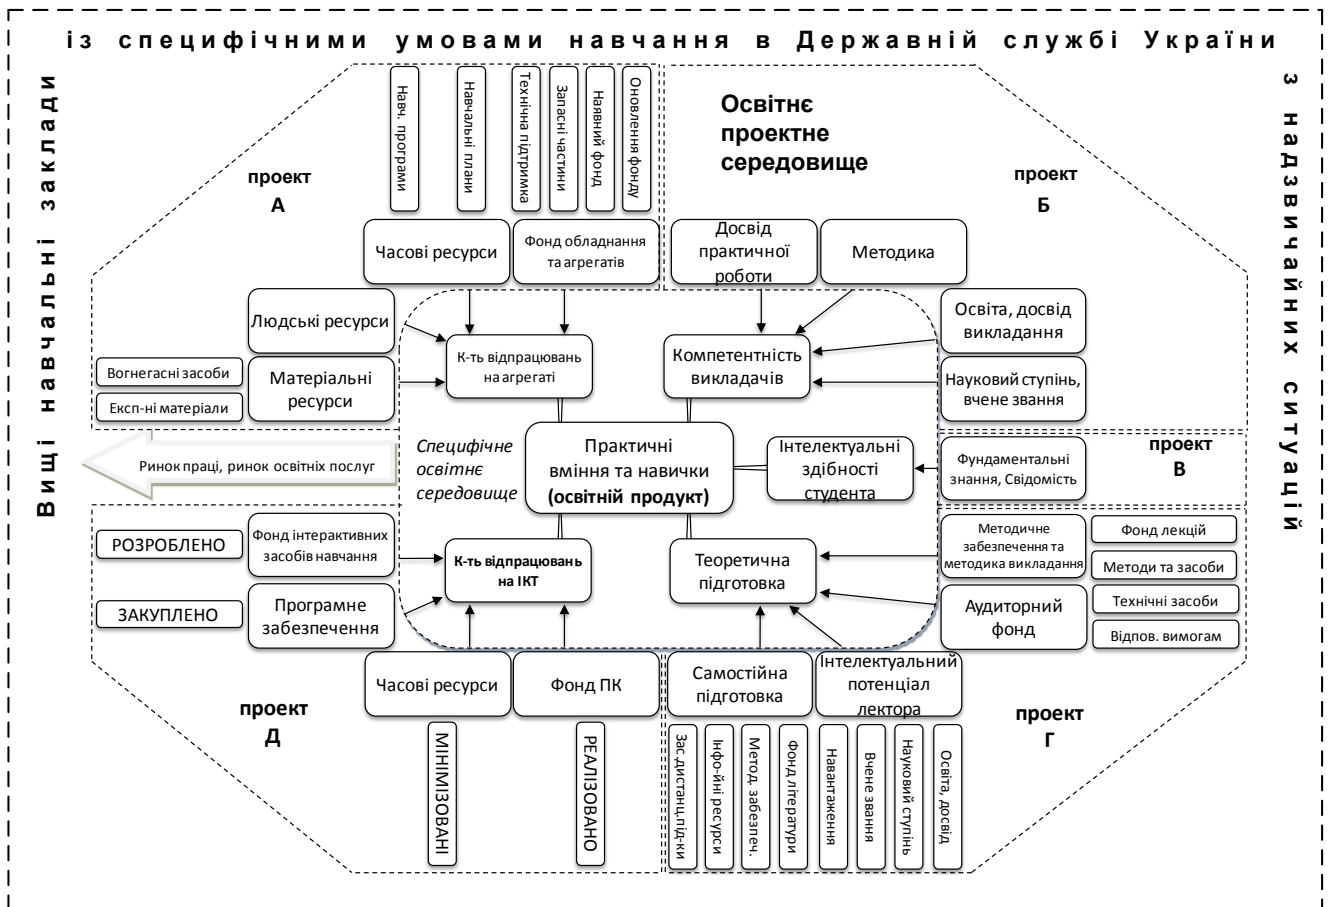 із специфічними умовами навчання в Державній службі України
Вищі навчальні заклади
з надзвичайних ситуацій
Навч. програми
Навчальні плани
Технічна підтримка
Запасні частини
Наявний фонд
Оновлення фонду
Освітнє
проектне
середовище
проект
А
проект
Б
Часові ресурси
Фонд обладнання
та агрегатів
Досвід
практичної
роботи
Методика
Людські ресурси
Освіта, досвід
викладання
К-ть відпрацювань
на агрегаті
Компетентність
викладачів
Вогнегасні засоби
Експ-ні матеріали
Матеріальні
ресурси
Науковий ступінь,
вчене звання
Ринок праці, ринок освітніх послуг
Специфічне
освітнє
середовище
Практичні
вміння та навички
(освітній продукт)
Інтелектуальні
здібності
студента
Фундаментальні
знання, Свідомість
проект
В
РОЗРОБЛЕНО
Фонд інтерактивних
засобів навчання
К-ть відпрацювань
на ІКТ
Теоретична
підготовка
Методичне
забезпечення та
методика викладання
Фонд лекцій
Методи та засоби
ЗАКУПЛЕНО
Програмне
забезпечення
Аудиторний
фонд
Технічні засоби
Відпов. вимогам
Часові ресурси
Фонд ПК
Самостійна
підготовка
Інтелектуальний
потенціал
лектора
проект
Д
проект
Г
МІНІМІЗОВАНІ
РЕАЛІЗОВАНО
Зас.дистанц.під-ки
Інфо-йні ресурси
Метод. забезпеч.
Фонд літератури
Навантаження
Вчене звання
Науковий ступінь
Освіта, досвід